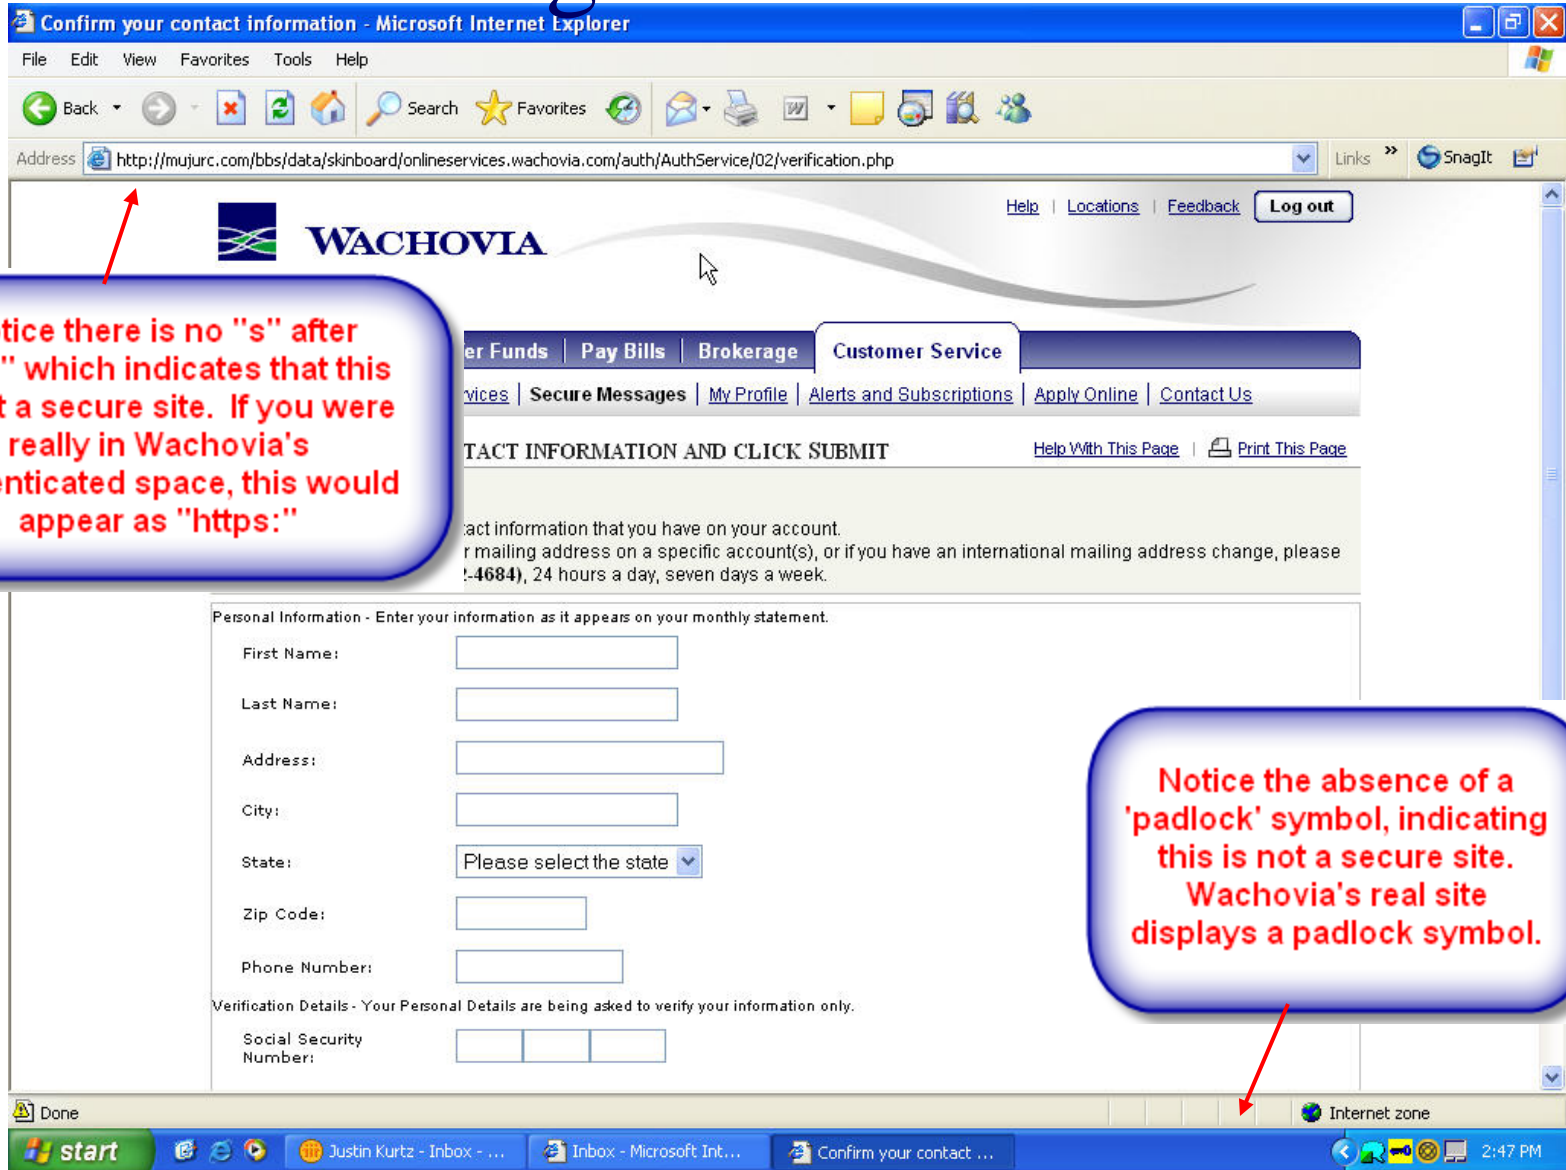 Confirm your contact information - Microsoft Internet Explorer
File Edit View Favorites Tools Help
Back Search Favorites
Address http://mujurc.com/bbs/data/skinboard/onlineservices.wachovia.com/auth/AuthService/02/verification.php Links » SnagIt
Help | Locations | Feedback Log out
WACHOVIA
tice there is no "s" after
" which indicates that this
t a secure site. If you were
really in Wachovia's
enticated space, this would
appear as "https:"
er Funds | Pay Bills | Brokerage Customer Service
vices | Secure Messages | My Profile | Alerts and Subscriptions | Apply Online | Contact Us
TACT INFORMATION AND CLICK SUBMIT Help With This Page | Print This Page
tact information that you have on your account.
r mailing address on a specific account(s), or if you have an international mailing address change, please
2-4684), 24 hours a day, seven days a week.
Personal Information - Enter your information as it appears on your monthly statement.
First Name:
Last Name:
Address:
City:
State: Please select the state
Zip Code:
Phone Number:
Verification Details - Your Personal Details are being asked to verify your information only.
Social Security
Number:
Notice the absence of a
'padlock' symbol, indicating
this is not a secure site.
Wachovia's real site
displays a padlock symbol.
Done Internet zone
start Justin Kurtz - Inbox - ... Inbox - Microsoft Int... Confirm your contact ... 2:47 PM